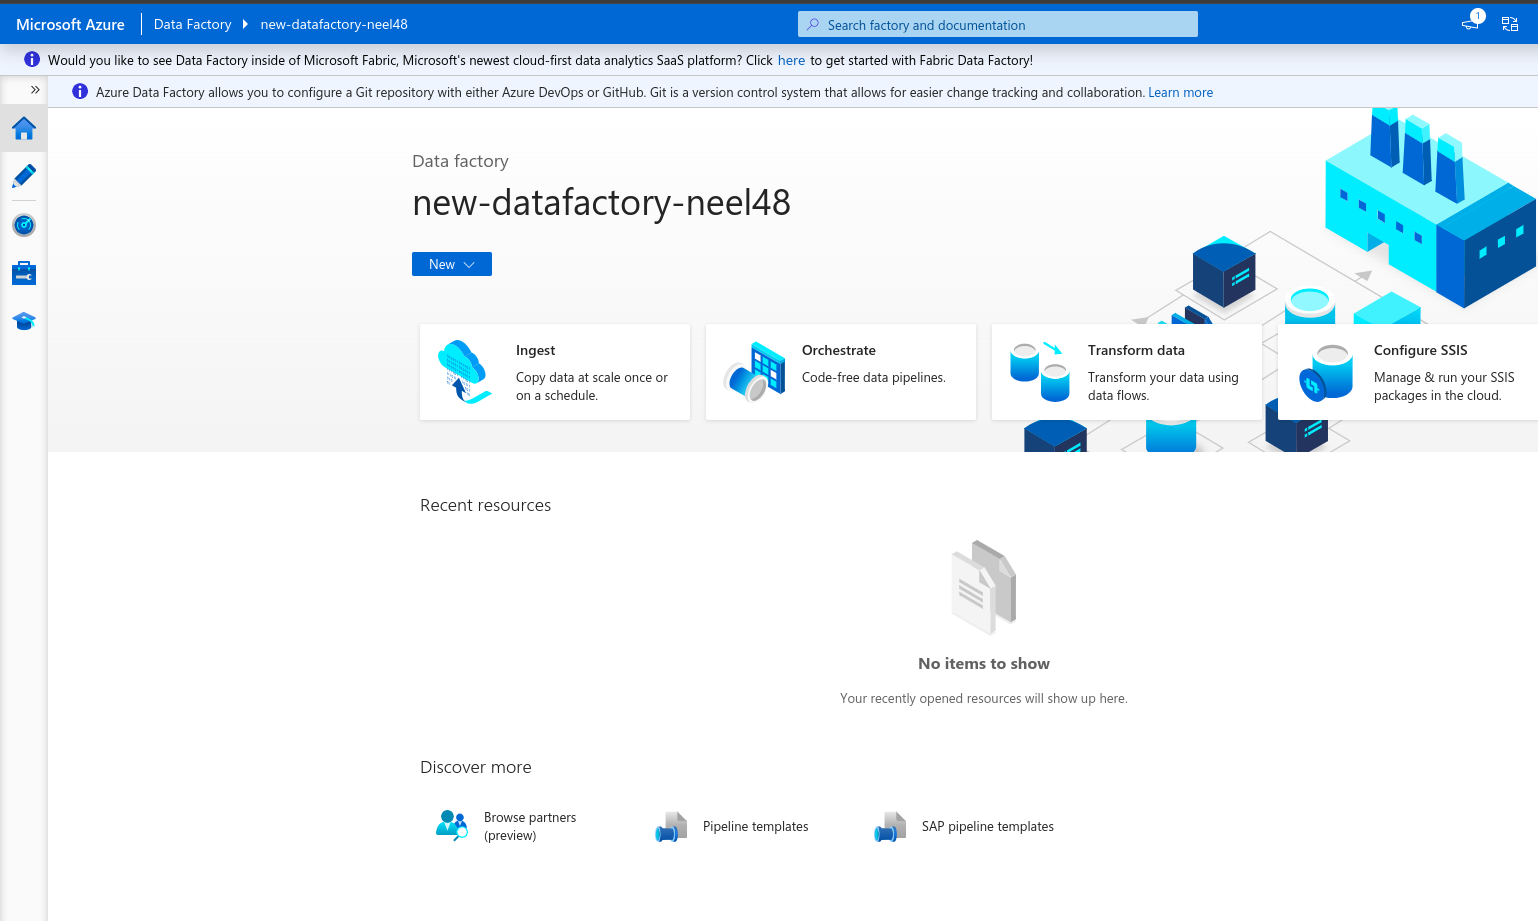 Microsoft Azure
Data Factory
new-datafactory-neel48
Search factory and documentation
1
Would you like to see Data Factory inside of Microsoft Fabric, Microsoft's newest cloud-first data analytics SaaS platform? Click here to get started with Fabric Data Factory!
Azure Data Factory allows you to configure a Git repository with either Azure DevOps or GitHub. Git is a version control system that allows for easier change tracking and collaboration. Learn more
Data factory
new-datafactory-neel48
New
Ingest
Copy data at scale once or
on a schedule.
Orchestrate
Code-free data pipelines.
Transform data
Transform your data using
data flows.
Configure SSIS
Manage & run your SSIS
packages in the cloud.
Recent resources
No items to show
Your recently opened resources will show up here.
Discover more
Browse partners
(preview)
Pipeline templates
SAP pipeline templates